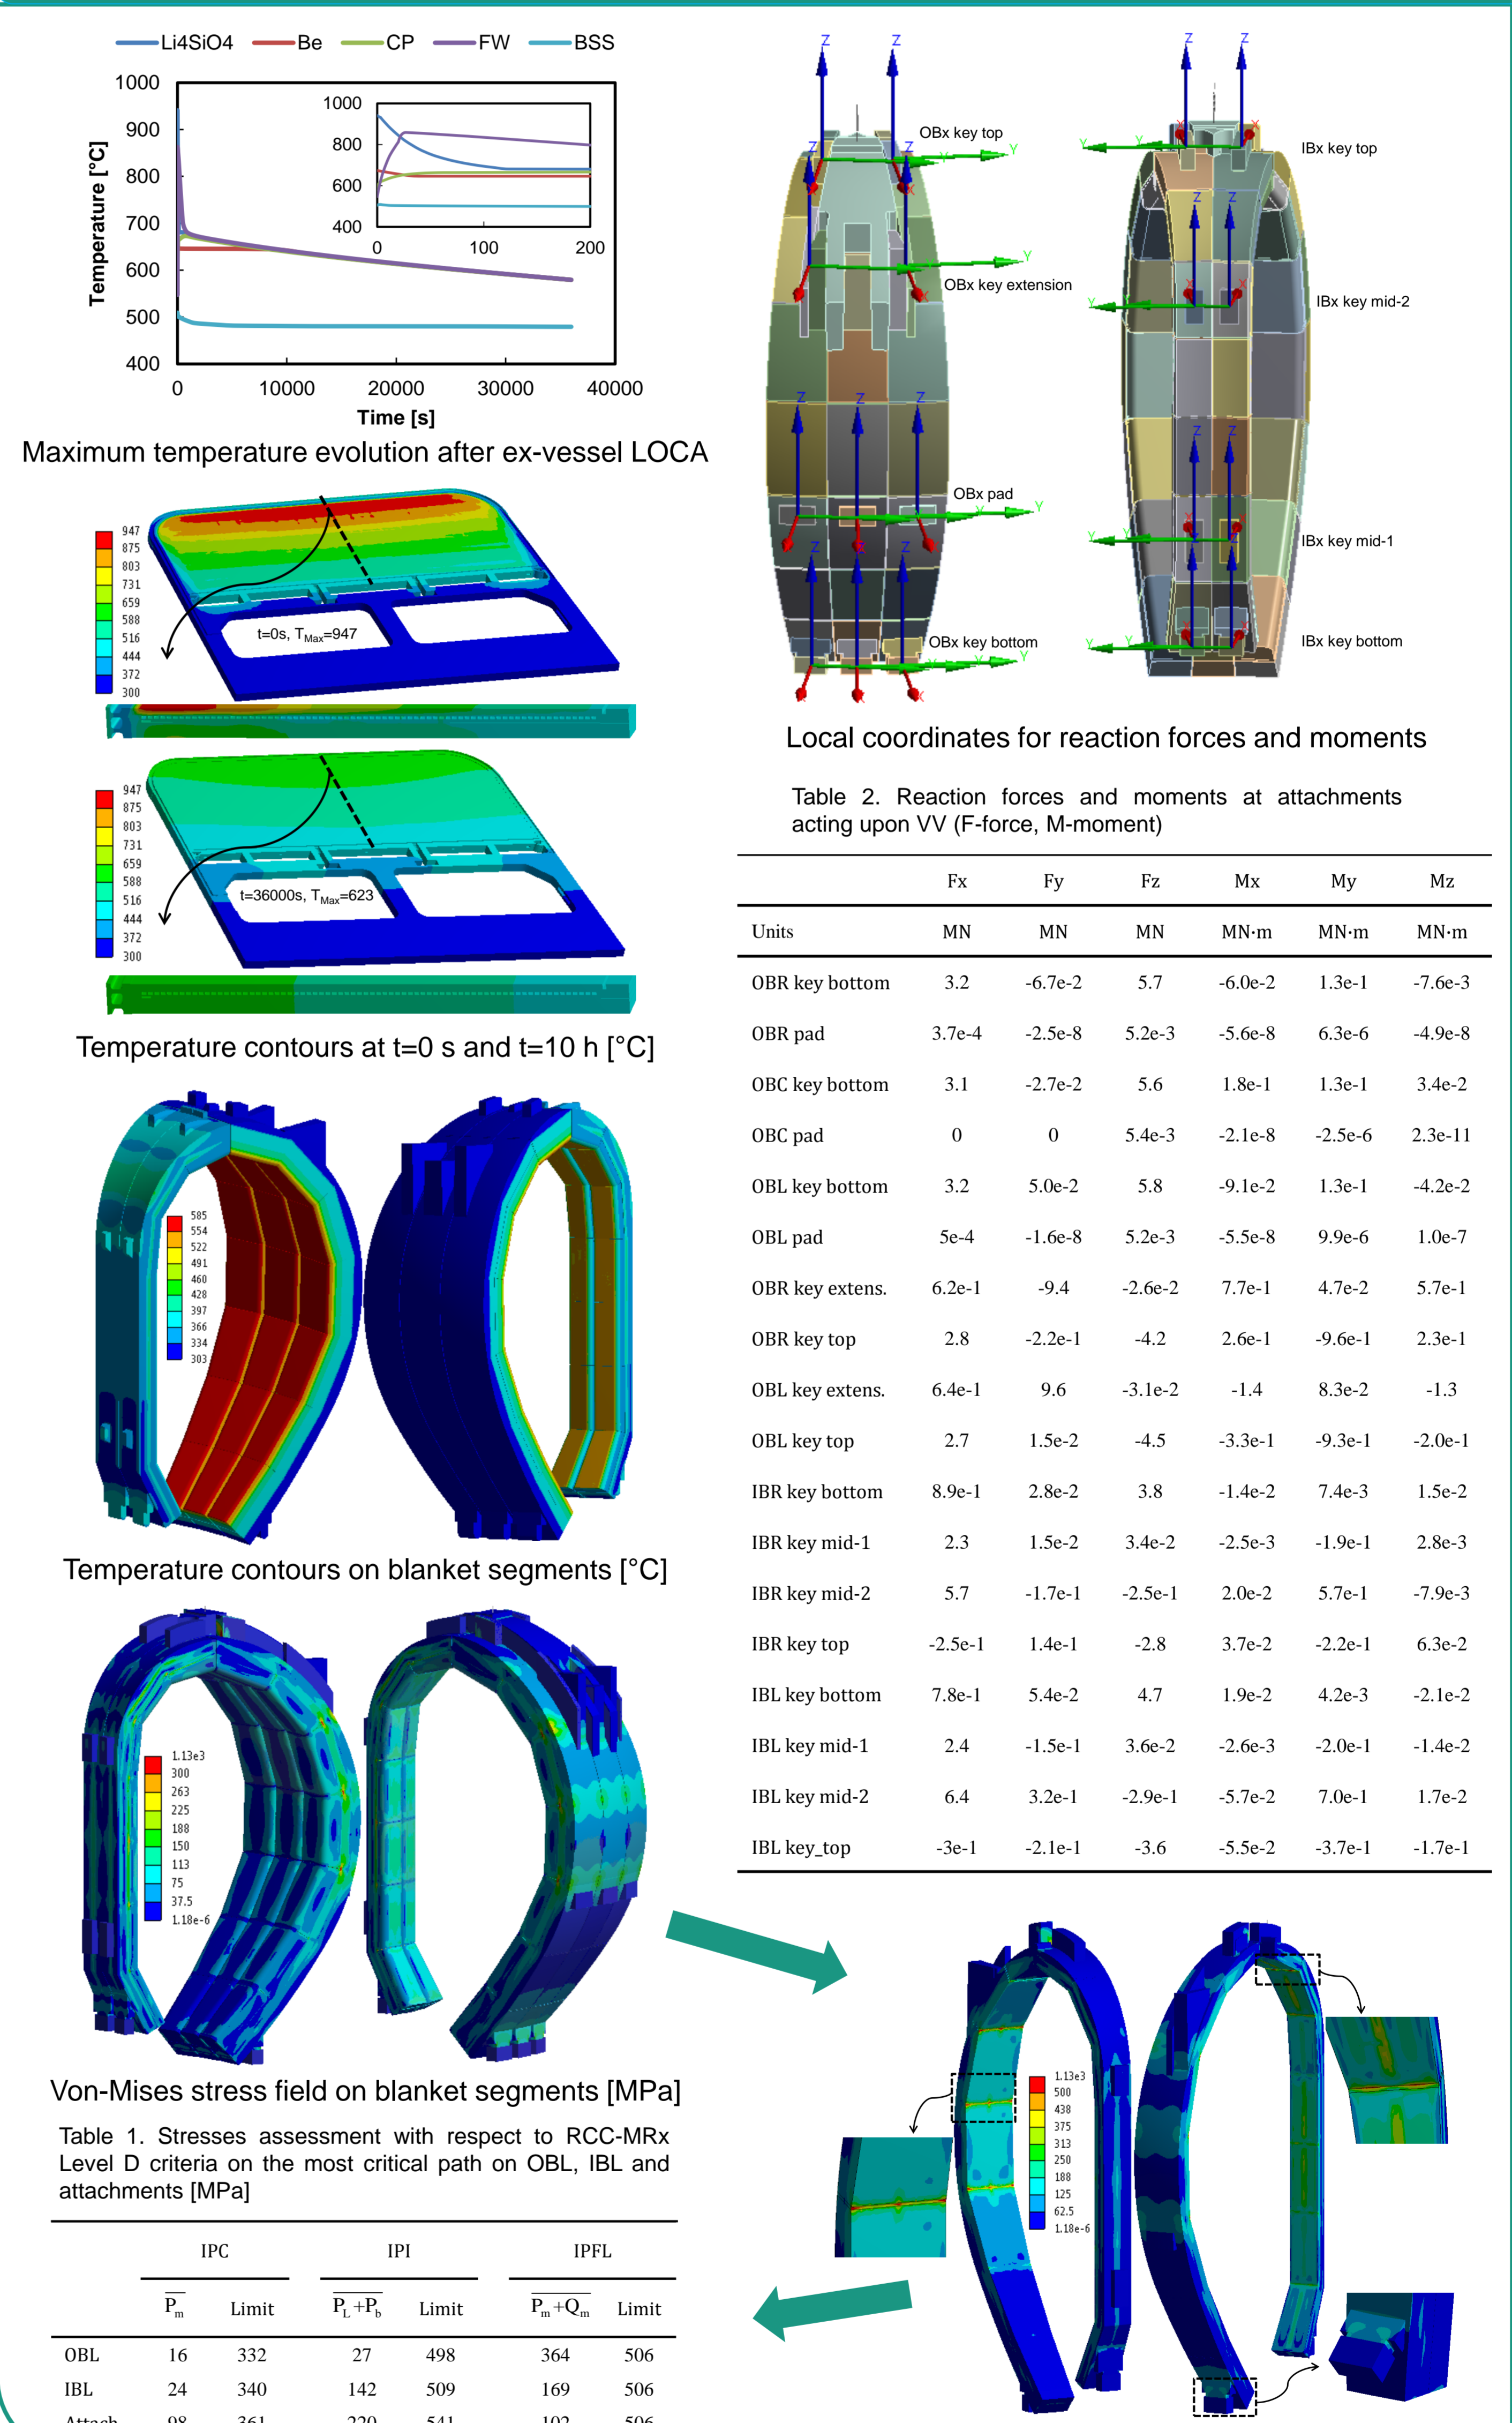 Li4SiO4 Be CP FW BSS
1000
900
800
700
600
500
400
Temperature [°C]
1000
800
600
400
0 100 200
0 10000 20000 30000 40000
Time [s]
Maximum temperature evolution after ex-vessel LOCA
947
875
803
731
659
588
516
444
372
300
t=0s, TMax=947
947
875
803
731
659
588
516
444
372
300
t=36000s, TMax=623
Temperature contours at t=0 s and t=10 h [°C]
585
554
522
491
460
428
397
366
334
303
Temperature contours on blanket segments [°C]
1.13e3
300
263
225
188
150
113
75
37.5
1.18e-6
Von-Mises stress field on blanket segments [MPa]
Table 1. Stresses assessment with respect to RCC-MRx
Level D criteria on the most critical path on OBL, IBL and
attachments [MPa]
IPC IPI IPFL
Pm Limit PL+Pb Limit Pm+Qm Limit
OBL 16 332 27 498 364 506
IBL 24 340 142 509 169 506
Attach 98 361 220 541 102 506
Z Z Z Z
OBx key top
Y
X X
Z Z
OBx key extension
Y
X X
Z Z Z
OBx pad
Y Y
X X X
Z Z Z
OBx key bottom
Y Y Y
X X X
X X
IBx key top
Y Y
Z Z
X X
IBx key mid-2
Y Y
Z Z
X X
IBx key mid-1
Y Y
Z Z
X X
IBx key bottom
Y Y
Local coordinates for reaction forces and moments
Table 2. Reaction forces and moments at attachments
acting upon VV (F-force, M-moment)
Fx Fy Fz Mx My Mz
Units MN MN MN MN·m MN·m MN·m
OBR key bottom 3.2 -6.7e-2 5.7 -6.0e-2 1.3e-1 -7.6e-3
OBR pad 3.7e-4 -2.5e-8 5.2e-3 -5.6e-8 6.3e-6 -4.9e-8
OBC key bottom 3.1 -2.7e-2 5.6 1.8e-1 1.3e-1 3.4e-2
OBC pad 0 0 5.4e-3 -2.1e-8 -2.5e-6 2.3e-11
OBL key bottom 3.2 5.0e-2 5.8 -9.1e-2 1.3e-1 -4.2e-2
OBL pad 5e-4 -1.6e-8 5.2e-3 -5.5e-8 9.9e-6 1.0e-7
OBR key extens. 6.2e-1 -9.4 -2.6e-2 7.7e-1 4.7e-2 5.7e-1
OBR key top 2.8 -2.2e-1 -4.2 2.6e-1 -9.6e-1 2.3e-1
OBL key extens. 6.4e-1 9.6 -3.1e-2 -1.4 8.3e-2 -1.3
OBL key top 2.7 1.5e-2 -4.5 -3.3e-1 -9.3e-1 -2.0e-1
IBR key bottom 8.9e-1 2.8e-2 3.8 -1.4e-2 7.4e-3 1.5e-2
IBR key mid-1 2.3 1.5e-2 3.4e-2 -2.5e-3 -1.9e-1 2.8e-3
IBR key mid-2 5.7 -1.7e-1 -2.5e-1 2.0e-2 5.7e-1 -7.9e-3
IBR key top -2.5e-1 1.4e-1 -2.8 3.7e-2 -2.2e-1 6.3e-2
IBL key bottom 7.8e-1 5.4e-2 4.7 1.9e-2 4.2e-3 -2.1e-2
IBL key mid-1 2.4 -1.5e-1 3.6e-2 -2.6e-3 -2.0e-1 -1.4e-2
IBL key mid-2 6.4 3.2e-1 -2.9e-1 -5.7e-2 7.0e-1 1.7e-2
IBL key_top -3e-1 -2.1e-1 -3.6 -5.5e-2 -3.7e-1 -1.7e-1
1.13e3
500
438
375
313
250
188
125
62.5
1.18e-6